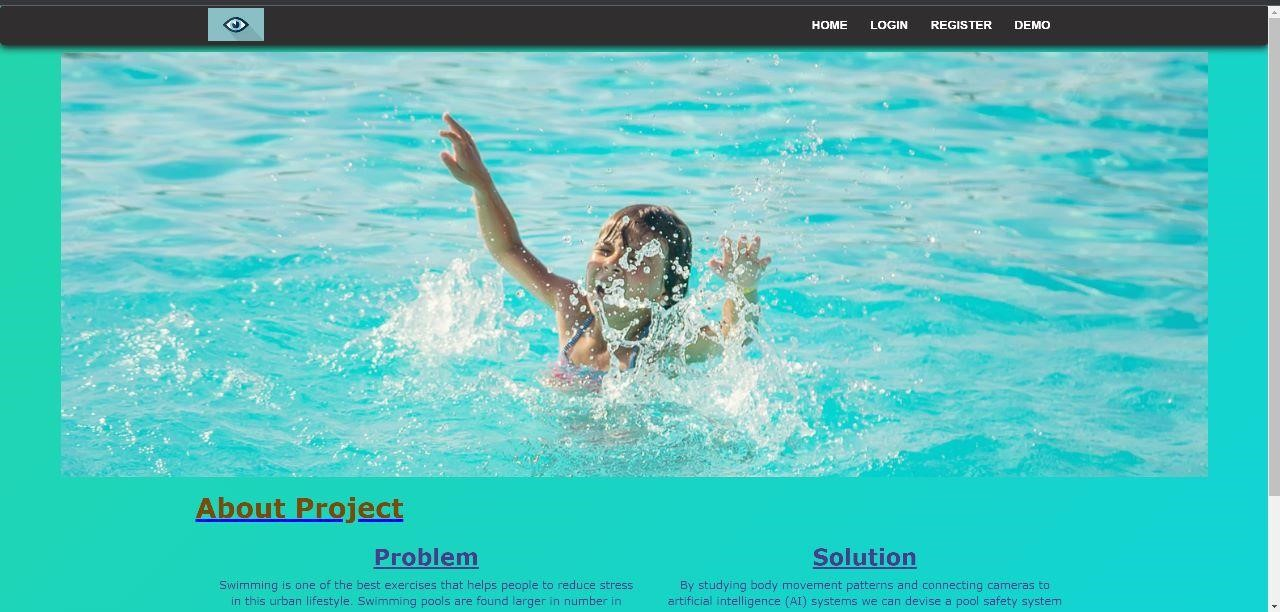 HOME LOGIN REGISTER DEMO
About Project
Problem
Swimming is one of the best exercises that helps people to reduce stress
in this urban lifestyle. Swimming pools are found larger in number in
Solution
By studying body movement patterns and connecting cameras to
artificial intelligence (AI) systems we can devise a pool safety system